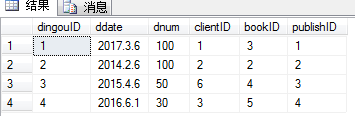 结果 消息
dingouID ddate dnum clientID bookID publishID
1 1 2017.3.6 100 1 3 1
2 2 2014.2.6 100 2 2 2
3 3 2015.4.6 50 6 4 3
4 4 2016.6.1 30 3 5 4